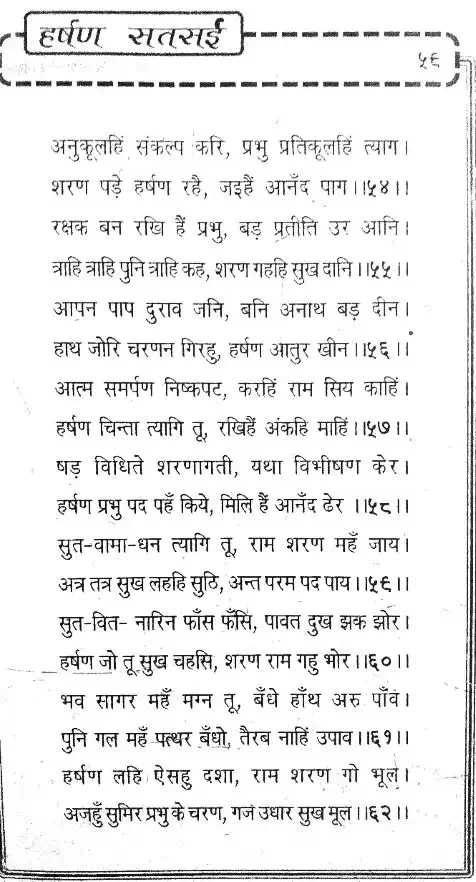 हर्षण सतसई
५९
अनुकूलहिं संकल्प करि, प्रभु प्रतिकूलहिं त्याग।
शरण पड़े हर्षण रहै, जइहैं आनँद पाग।।५४।।
रक्षक बन रखि हैं प्रभु, बड़ प्रतीति उर आनि।
त्राहि त्राहि पुनि त्राहि कह, शरण गहहि सुख दानि।।५५।।
आपन पाप दुराव जनि, बनि अनाथ बड़ दीन।
हाथ जोरि चरणन गिरहु, हर्षण आतुर खीन।।५६।।
आत्म समर्पण निष्कपट, करहिं राम सिय काहिं।
हर्षण चिन्ता त्यागि तू, रखिहैं अंकहि माहिं।।५७।।
षड़ विधिते शरणागती, यथा विभीषण केर।
हर्षण प्रभु पद पहँ किये, मिलि हैं आनँद ढेर ।।५८।।
सुत-वामा-धन त्यागि तू, राम शरण महँ जाय।
अत्र तत्र सुख लहहि सुठि, अन्त परम पद पाय।।५९।।
सुत-वित- नारिन फाँस फँसि, पावत दुख झक झोर।
हर्षण जो तू सुख चहसि, शरण राम गहु भोर।।६०।।
भव सागर महँ मग्न तू, बँधे हाँथ अरु पाँव।
पुनि गल महँ पत्थर बँधो, तैरब नाहिं उपाव।।६१।।
हर्षण लहि ऐसहु दशा, राम शरण गो भूल।
अजहुँ सुमिर प्रभु के चरण, गज उधार सुख मूल।।६२।।